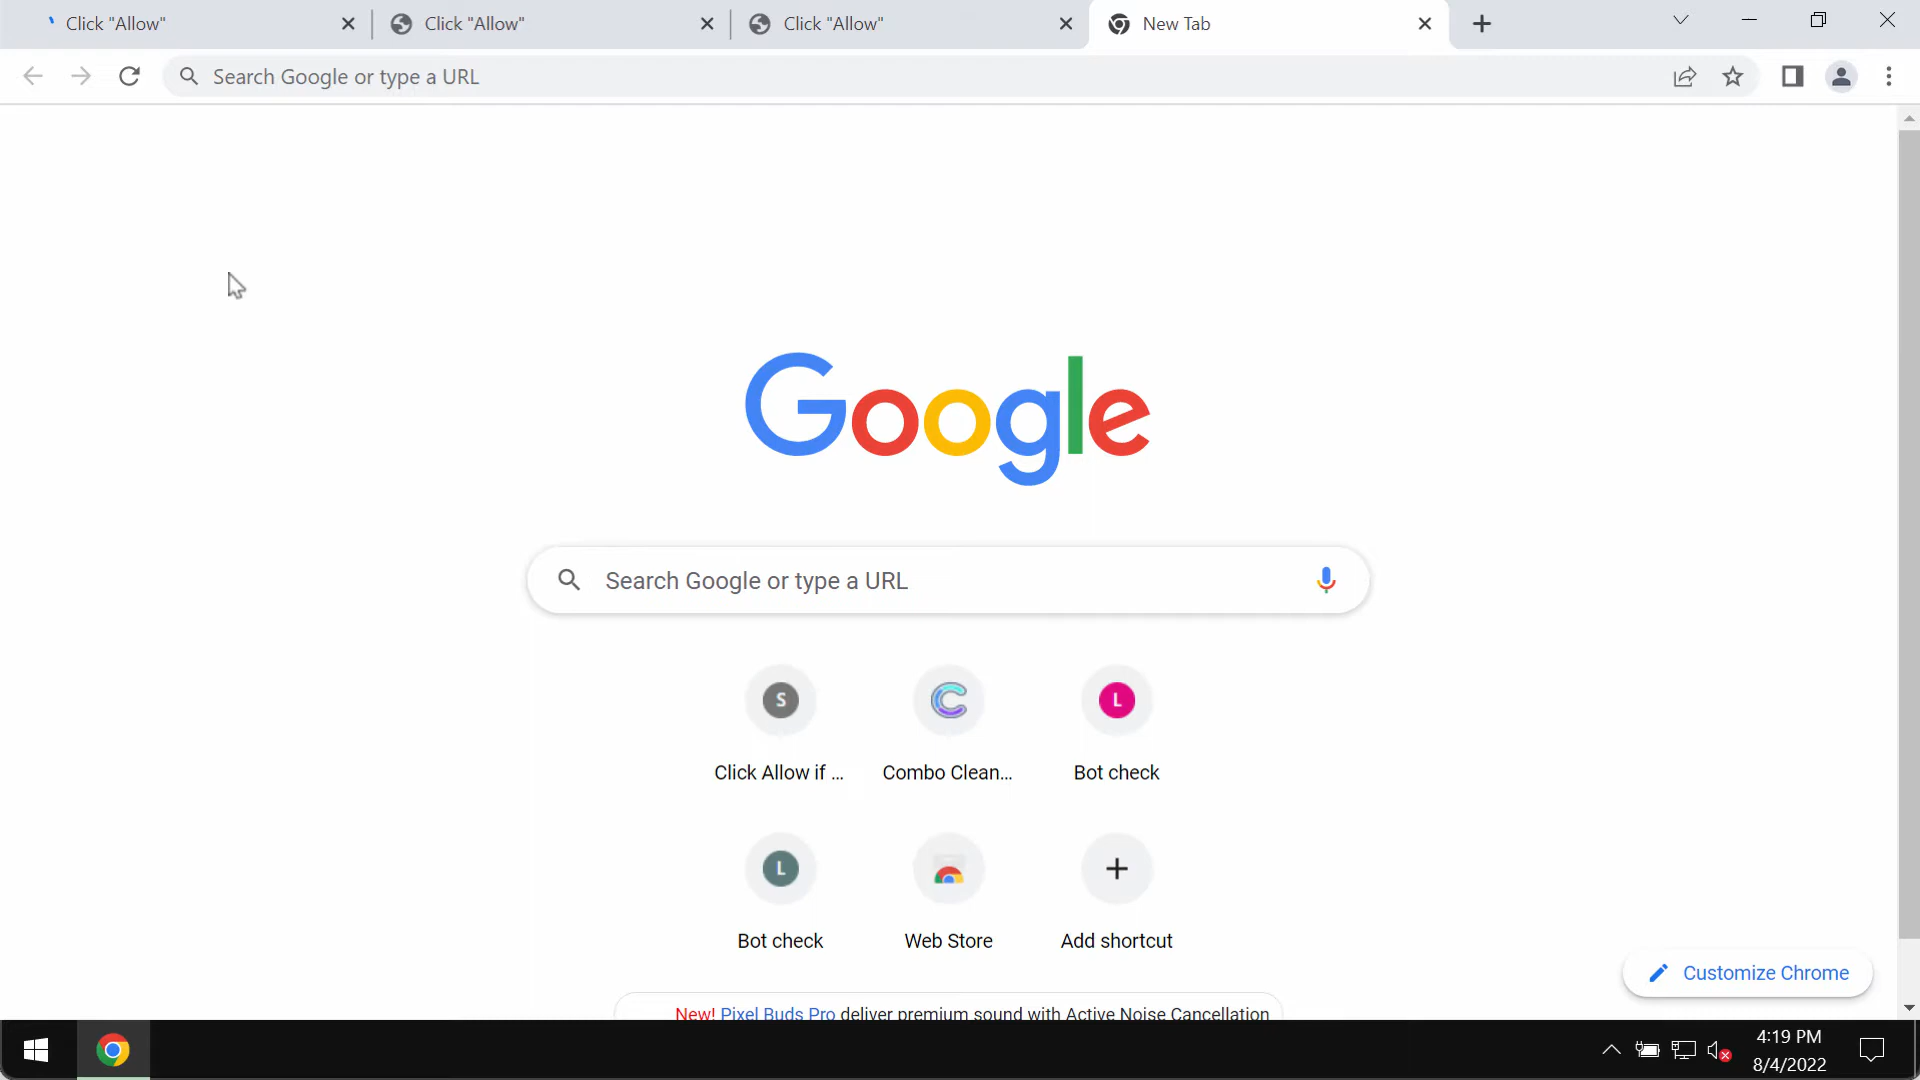 Click "Allow"
Click "Allow"
Click "Allow"
New Tab
Search Google or type a URL
Google
Search Google or type a URL
S
L
Click Allow if ...
Combo Clean...
Bot check
L
Bot check
Web Store
Add shortcut
Customize Chrome
New! Pixel Buds Pro deliver premium sound with Active Noise Cancellation
4:19 PM
8/4/2022